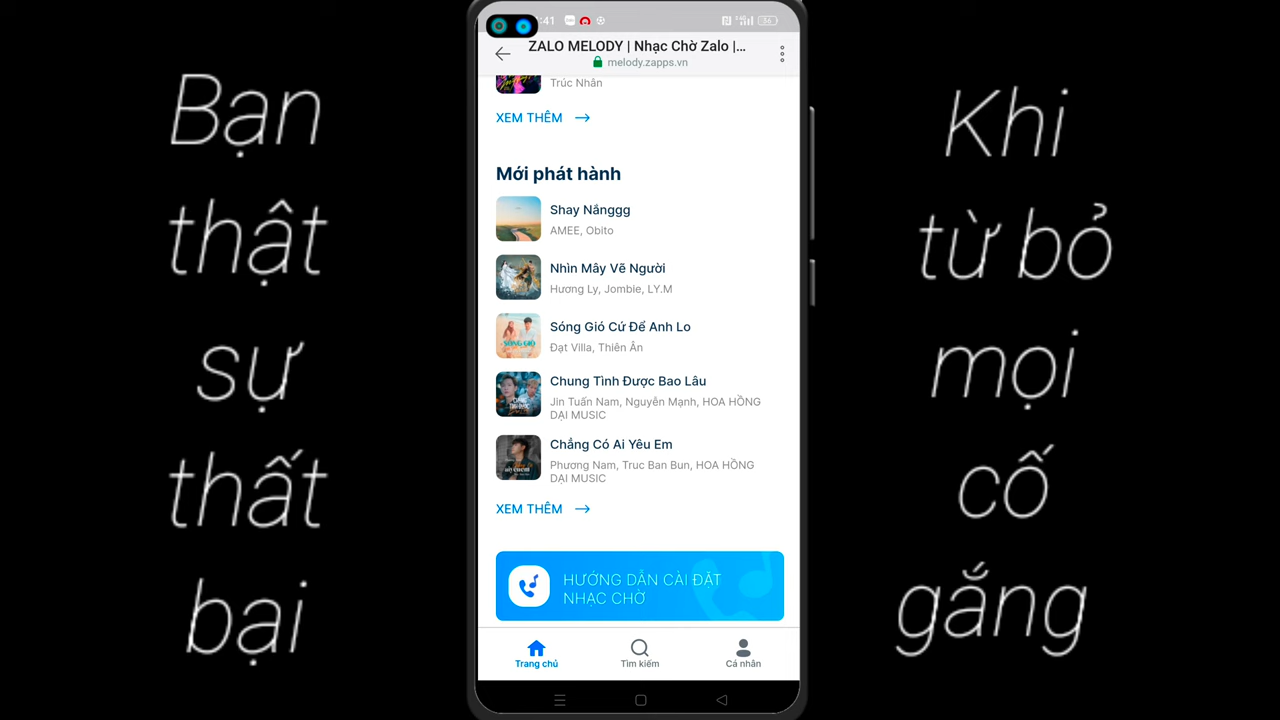 Bạn
thật
sự
thất
bại
:41
56
ZALO MELODY | Nhạc Chờ Zalo |...
melody.zapps.vn
Trúc Nhân
XEM THÊM
Mới phát hành
Shay Nắnggg
AMEE, Obito
Nhìn Mây Vẽ Người
Hương Ly, Jombie, LY.M
Sóng Gió Cứ Để Anh Lo
Đạt Villa, Thiên Ân
Chung Tình Được Bao Lâu
Jin Tuấn Nam, Nguyễn Mạnh, HOA HỒNG
DẠI MUSIC
Chẳng Có Ai Yêu Em
Phương Nam, Truc Ban Bun, HOA HỒNG
DẠI MUSIC
XEM THÊM
HƯỚNG DẪN CÀI ĐẶT
NHẠC CHỜ
Trang chủ
Tìm kiếm
Cá nhân
Khi
từ bỏ
mọi
cố
gắng